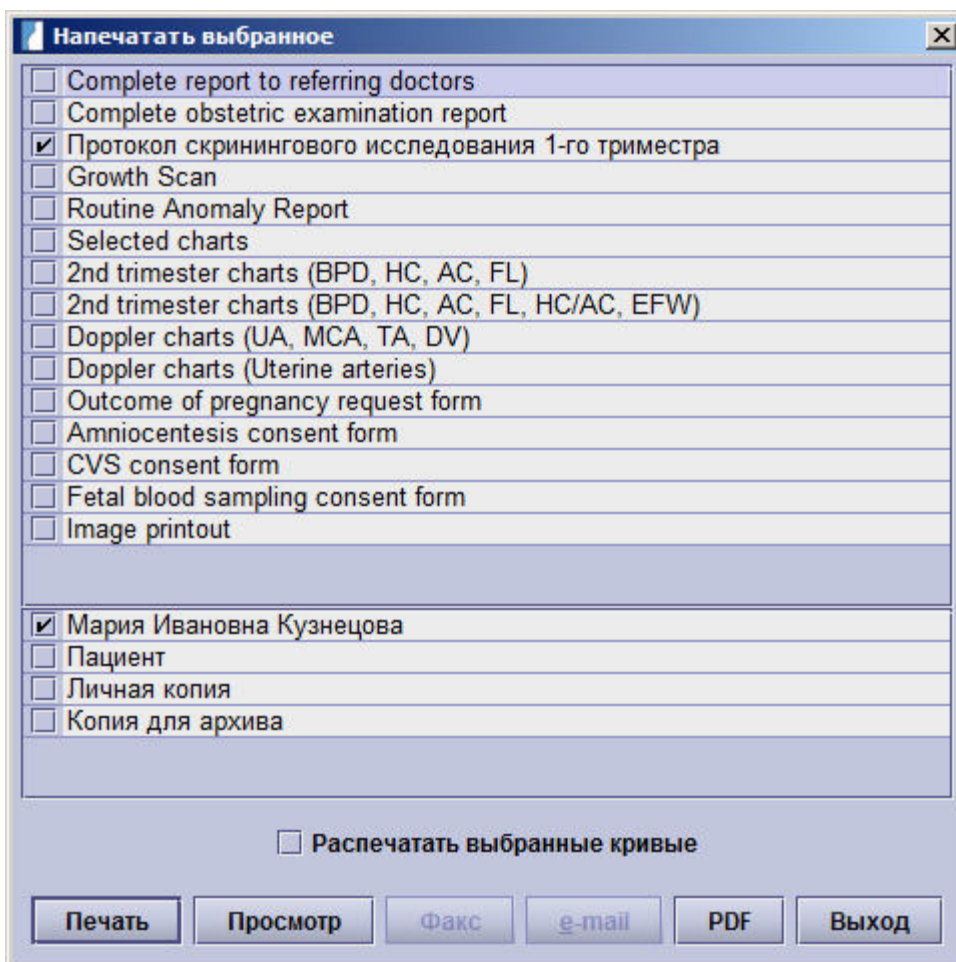 Напечатать выбранное
Complete report to referring doctors
Complete obstetric examination report
Протокол скринингового исследования 1-го триместра
Growth Scan
Routine Anomaly Report
Selected charts
2nd trimester charts (BPD, HC, AC, FL)
2nd trimester charts (BPD, HC, AC, FL, HC/AC, EFW)
Doppler charts (UA, MCA, TA, DV)
Doppler charts (Uterine arteries)
Outcome of pregnancy request form
Amniocentesis consent form
CVS consent form
Fetal blood sampling consent form
Image printout
Мария Ивановна Кузнецова
Пациент
Личная копия
Копия для архива
Распечатать выбранные кривые
Печать Просмотр Факс e-mail PDF Выход